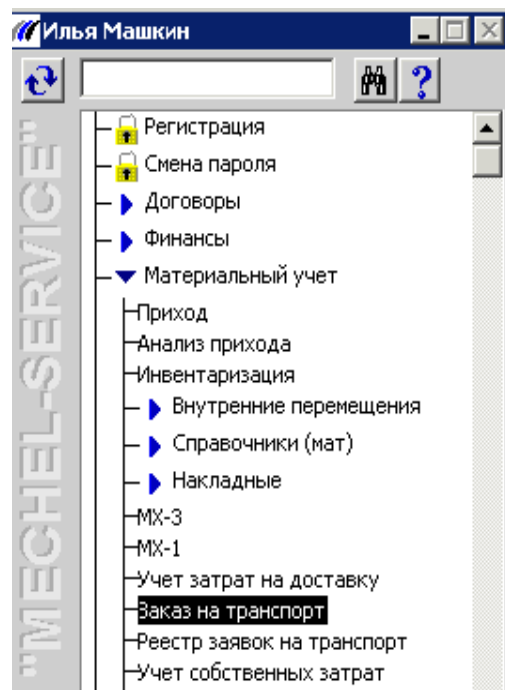 Илья Машкин
?
Регистрация
Смена пароля
Договоры
Финансы
Материальный учет
Приход
Анализ прихода
Инвентаризация
Внутренние перемещения
Справочники (мат)
Накладные
МХ-3
МХ-1
Учет затрат на доставку
Заказ на транспорт
Реестр заявок на транспорт
Учет собственных затрат
"MECHEL-SERVICE"